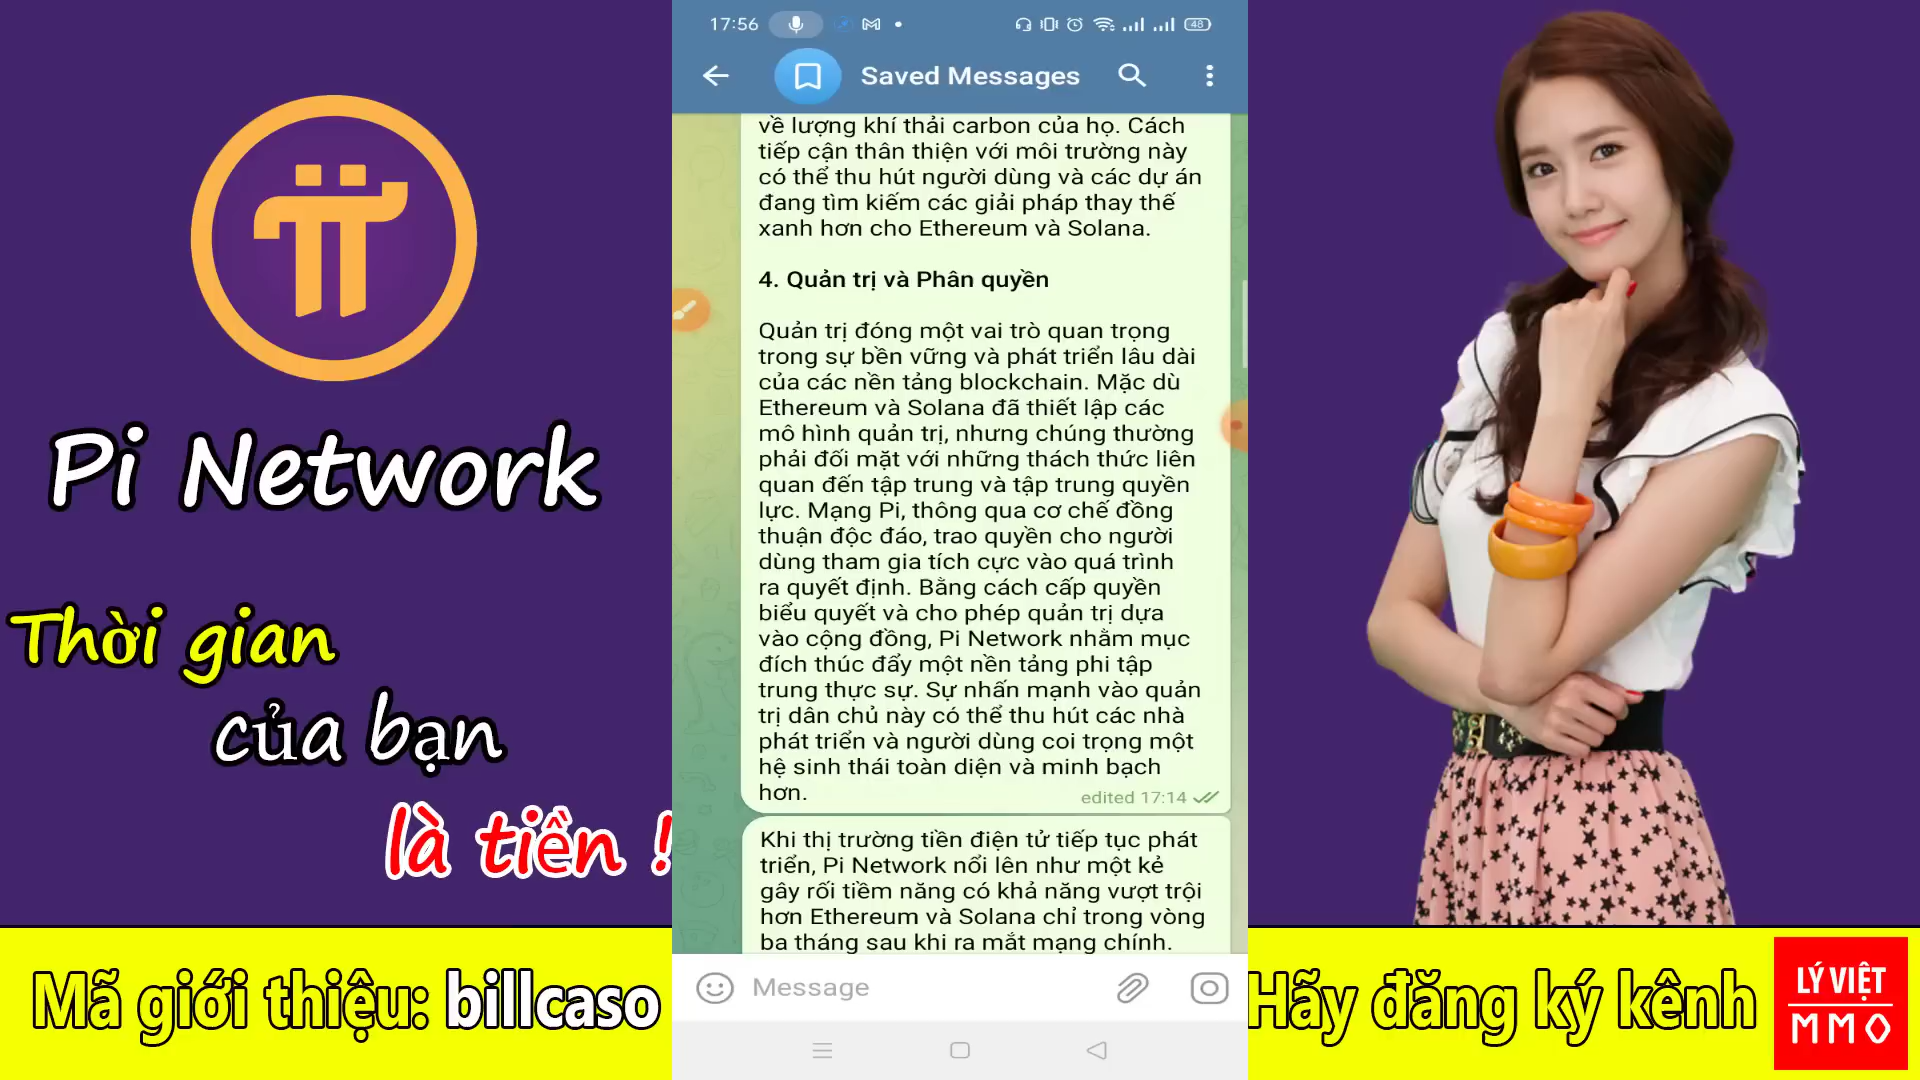 Pi Network
Thời gian
của bạn
là tiền !
Mã giới thiệu: billcaso
17:56
48
Saved Messages
về lượng khí thải carbon của họ. Cách
tiếp cận thân thiện với môi trường này
có thể thu hút người dùng và các dự án
đang tìm kiếm các giải pháp thay thế
xanh hơn cho Ethereum và Solana.
4. Quản trị và Phân quyền
Quản trị đóng một vai trò quan trọng
trong sự bền vững và phát triển lâu dài
của các nền tảng blockchain. Mặc dù
Ethereum và Solana đã thiết lập các
mô hình quản trị, nhưng chúng thường
phải đối mặt với những thách thức liên
quan đến tập trung và tập trung quyền
lực. Mạng Pi, thông qua cơ chế đồng
thuận độc đáo, trao quyền cho người
dùng tham gia tích cực vào quá trình
ra quyết định. Bằng cách cấp quyền
biểu quyết và cho phép quản trị dựa
vào cộng đồng, Pi Network nhằm mục
đích thúc đẩy một nền tảng phi tập
trung thực sự. Sự nhấn mạnh vào quản
trị dân chủ này có thể thu hút các nhà
phát triển và người dùng coi trọng một
hệ sinh thái toàn diện và minh bạch
hơn.
edited 17:14
Khi thị trường tiền điện tử tiếp tục phát
triển, Pi Network nổi lên như một kẻ
gây rối tiềm năng có khả năng vượt trội
hơn Ethereum và Solana chỉ trong vòng
ba tháng sau khi ra mắt mạng chính.
Message
Hãy đăng ký kênh
LÝ VIỆT
MMO